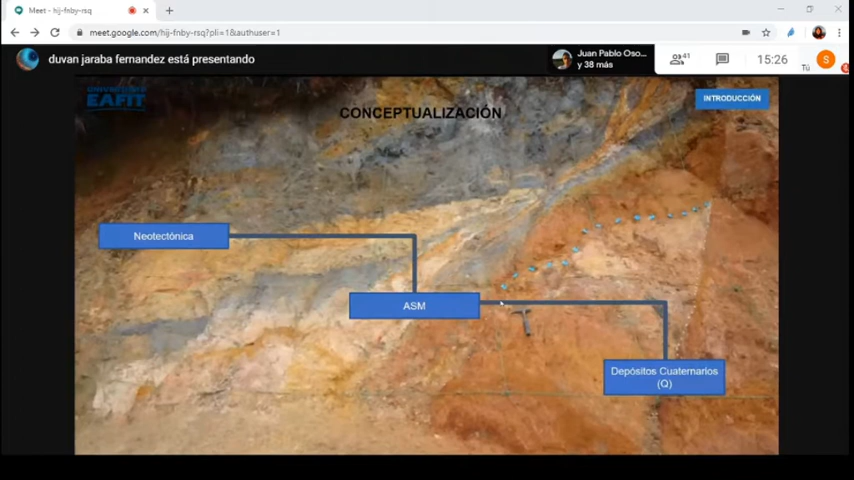 Meet - hij-fnby-rsq
meet.google.com/hij-fnby-rsq?pli=1&authuser=1
duvan jaraba fernandez está presentando
Juan Pablo Oso...
y 38 más
41
15:26
Tú
S
UNIVERSIDAD
EAFIT
INTRODUCCIÓN
CONCEPTUALIZACIÓN
Neotectónica
ASM
Depósitos Cuaternarios
(Q)